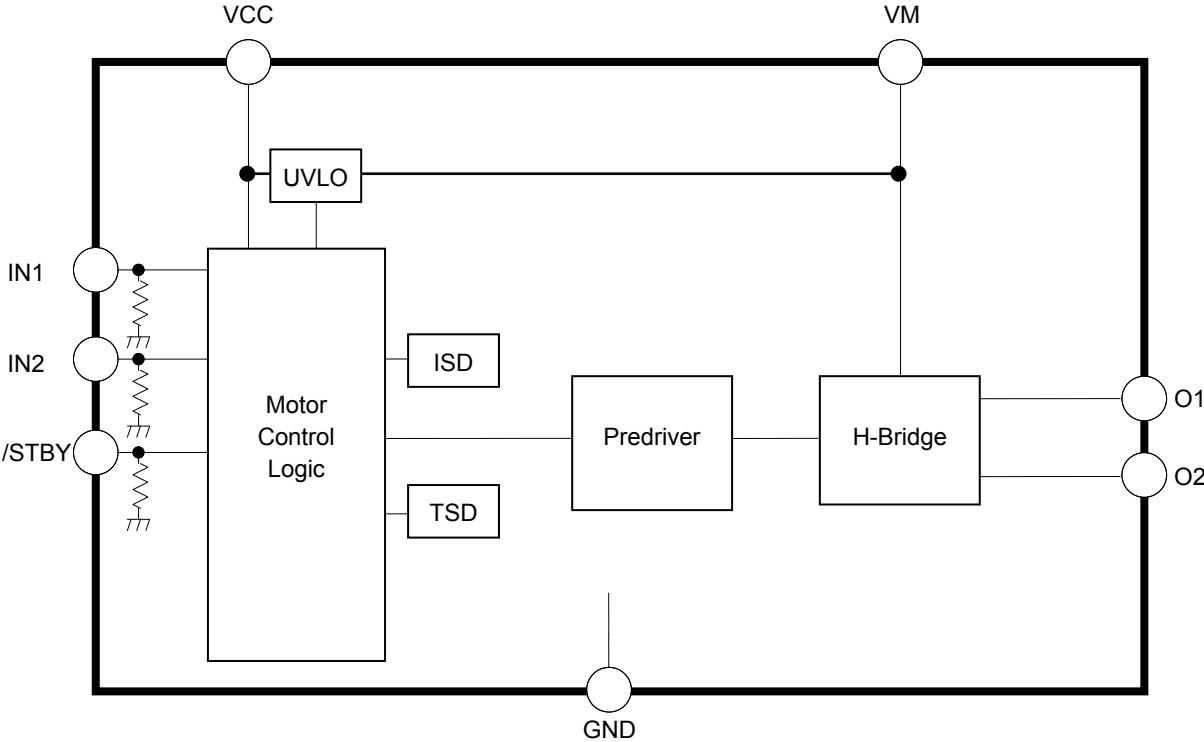 VCC
VM
UVLO
IN1
IN2
/STBY
Motor
Control
Logic
ISD
TSD
Predriver
H-Bridge
O1
O2
GND